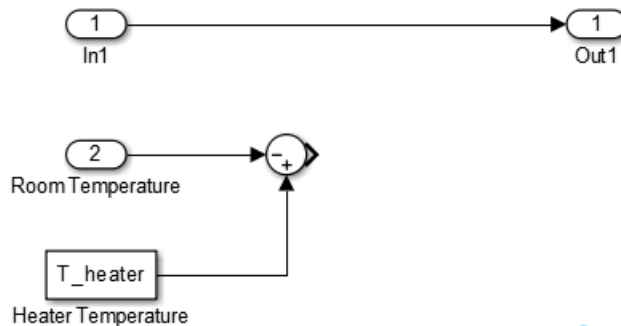 1
In1
1
Out1
2
Room Temperature
−
+
T_heater
Heater Temperature